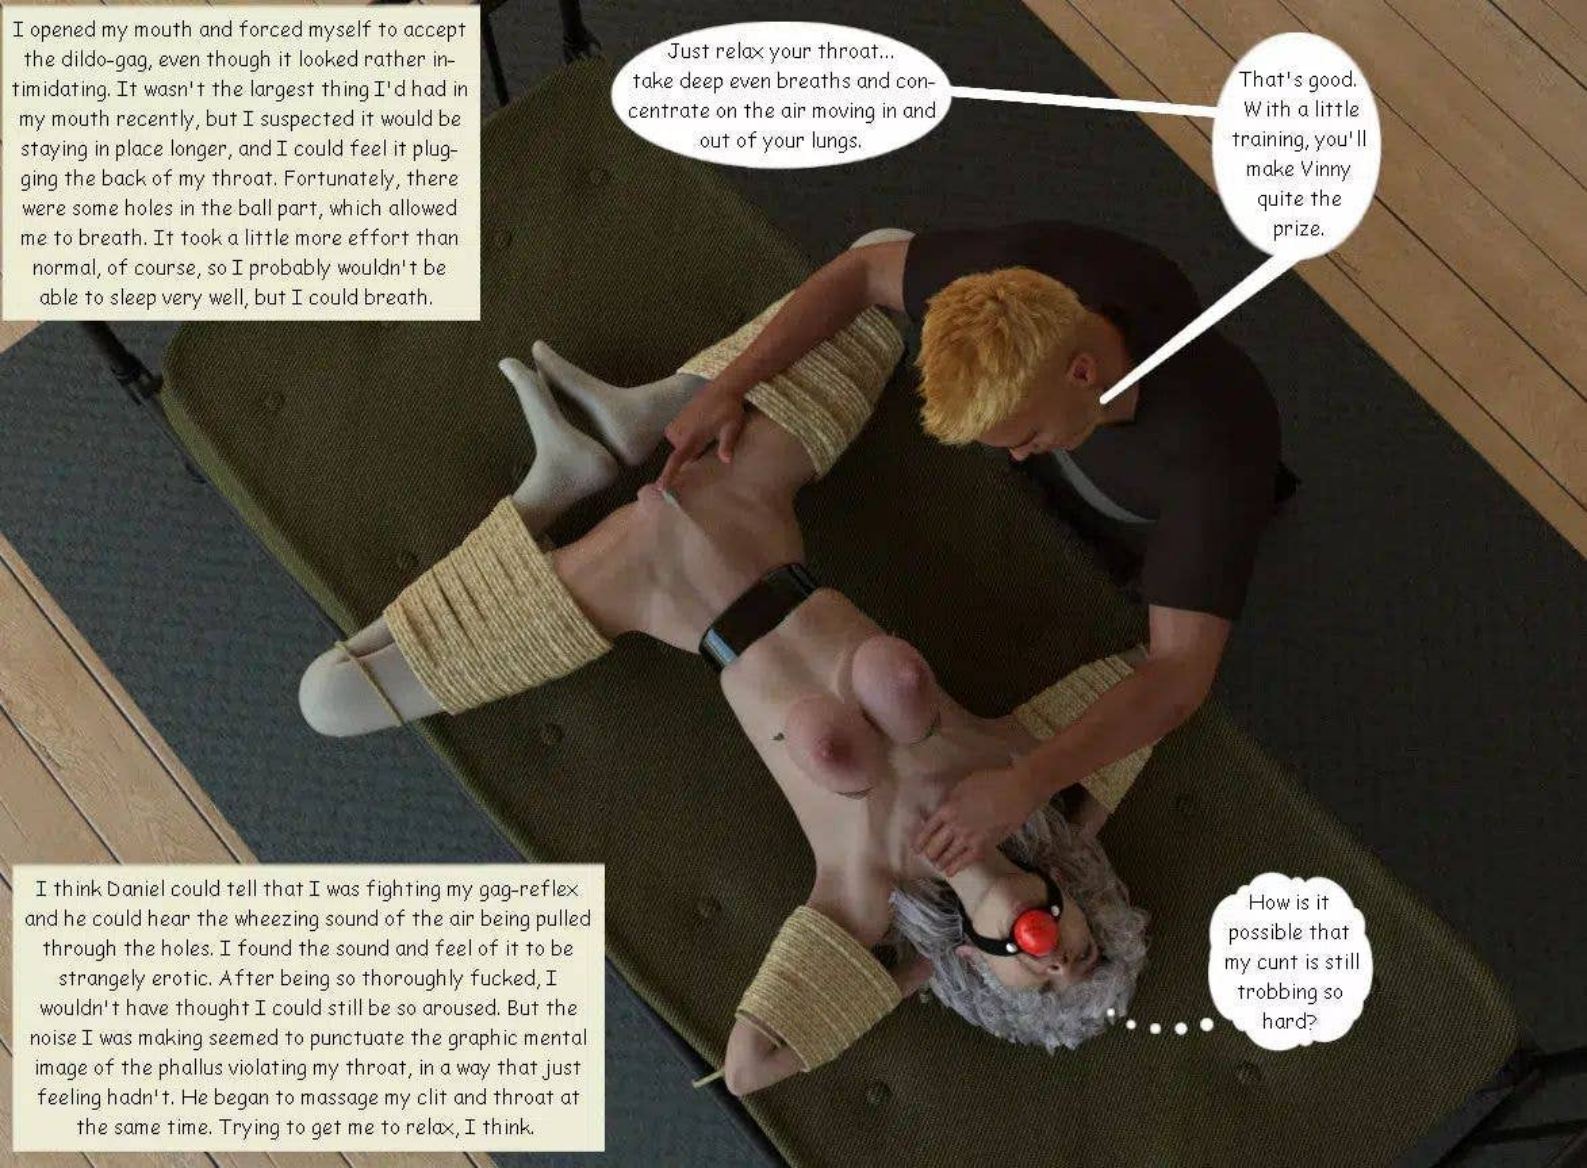 I opened my mouth and forced myself to accept
the dildo-gag, even though it looked rather in-
timidating. It wasn't the largest thing I'd had in
my mouth recently, but I suspected it would be
staying in place longer, and I could feel it plug-
ging the back of my throat. Fortunately, there
were some holes in the ball part, which allowed
me to breath. It took a little more effort than
normal, of course, so I probably wouldn't be
able to sleep very well, but I could breath.
Just relax your throat...
take deep even breaths and con-
centrate on the air moving in and
out of your lungs.
That's good.
With a little
training, you'll
make Vinny
quite the
prize.
I think Daniel could tell that I was fighting my gag-reflex
and he could hear the wheezing sound of the air being pulled
through the holes. I found the sound and feel of it to be
strangely erotic. After being so thoroughly fucked, I
wouldn't have thought I could still be so aroused. But the
noise I was making seemed to punctuate the graphic mental
image of the phallus violating my throat, in a way that just
feeling hadn't. He began to massage my clit and throat at
the same time. Trying to get me to relax, I think.
How is it
possible that
my cunt is still
trobbing so
hard?